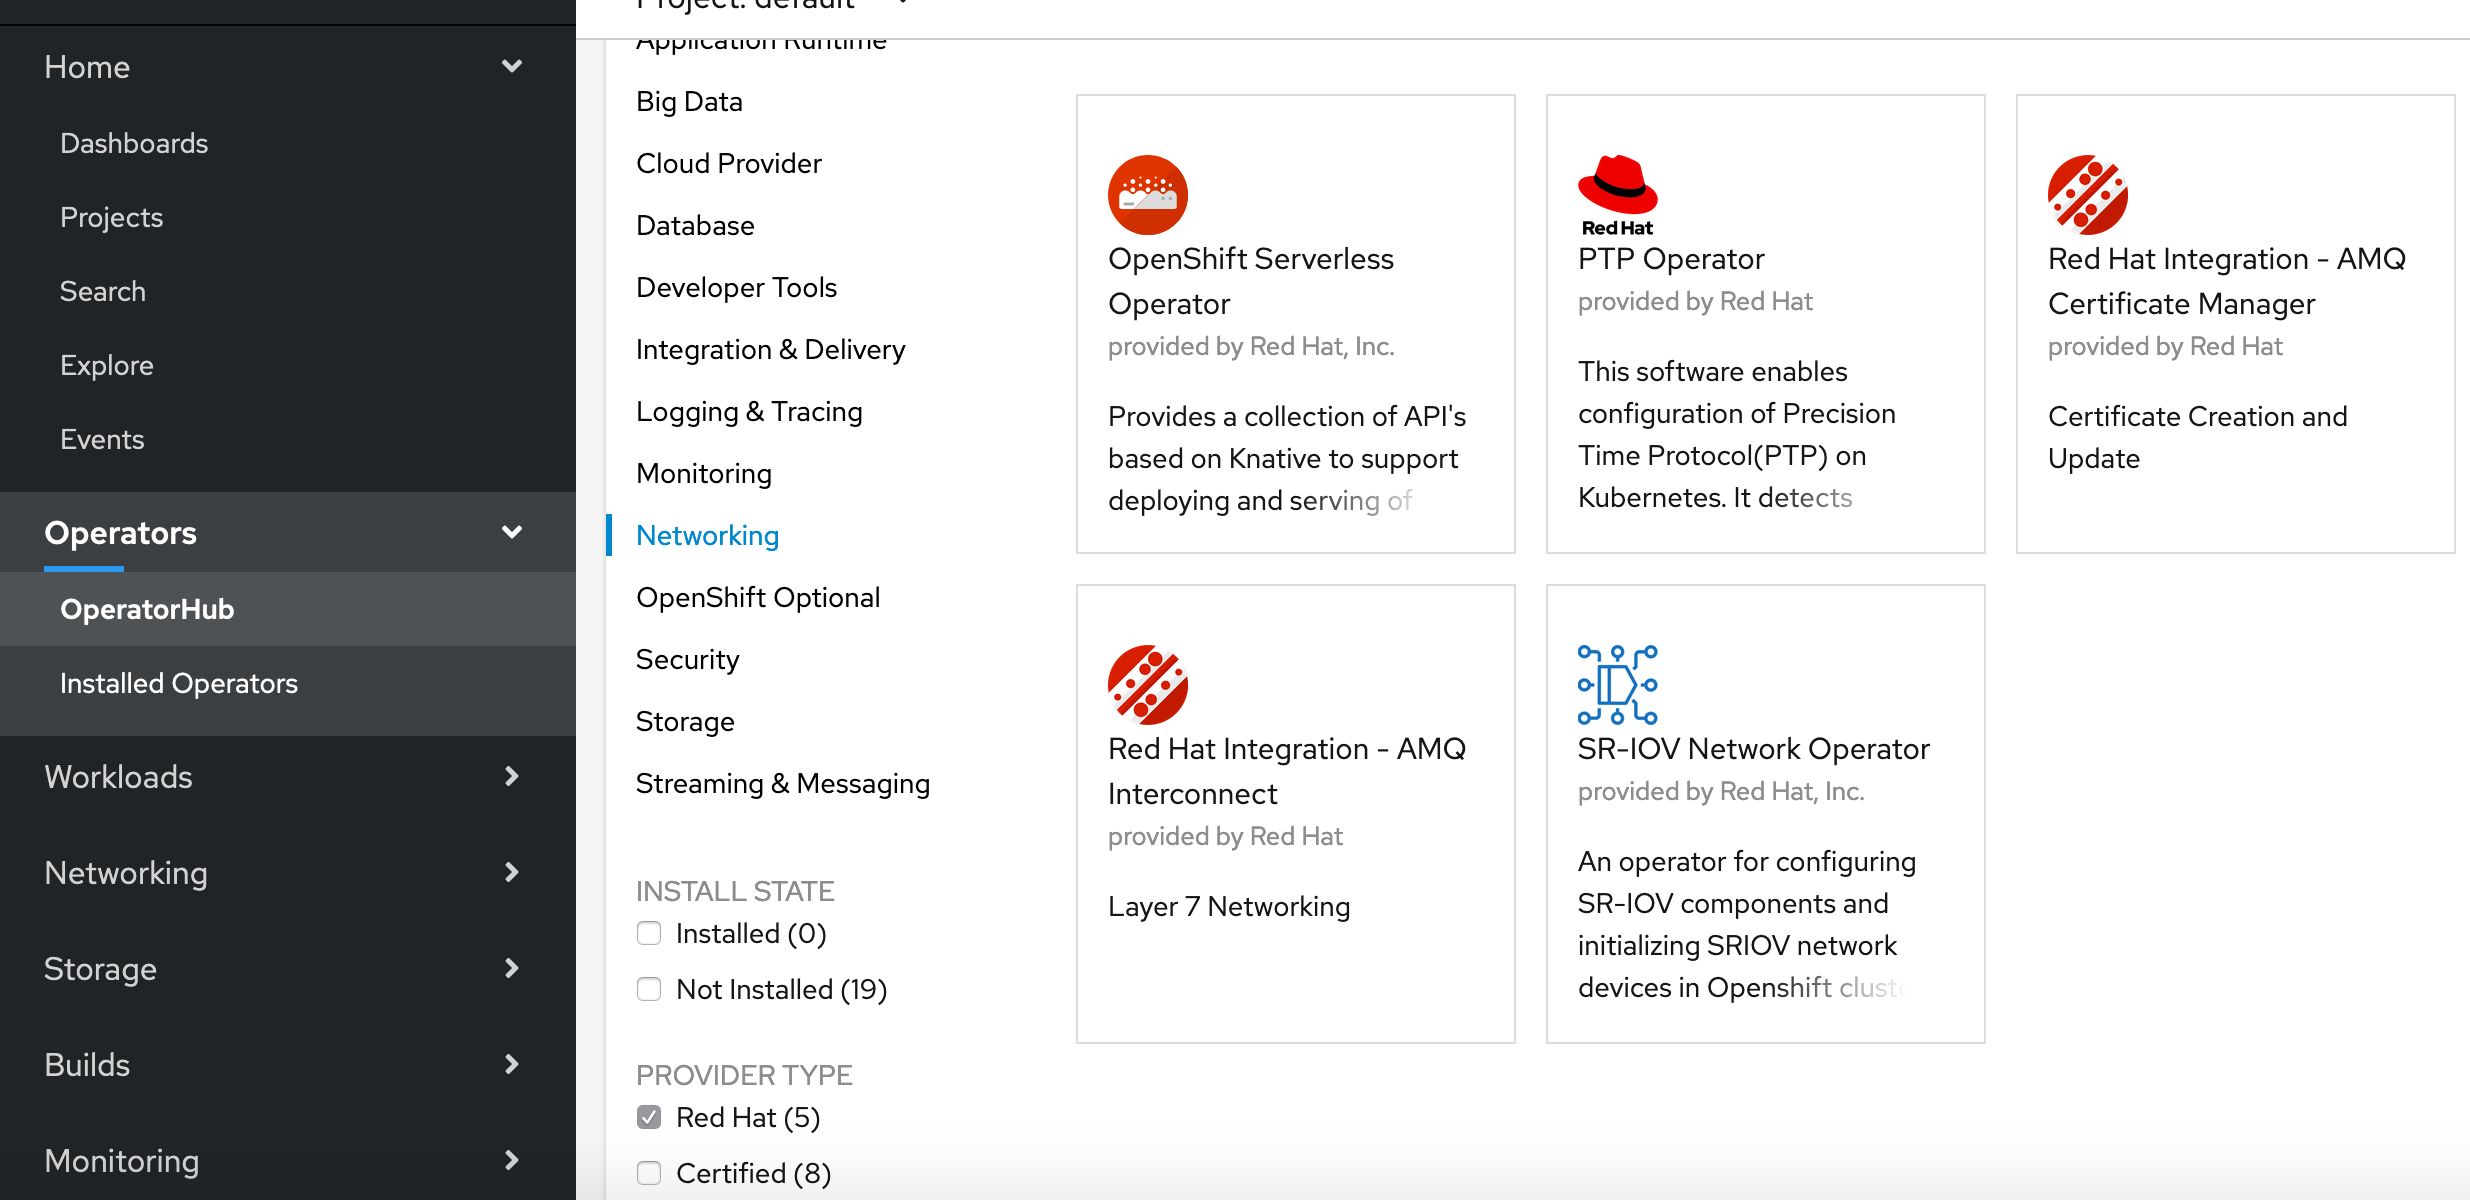 Project: default
Home
Dashboards
Projects
Search
Explore
Events
Operators
OperatorHub
Installed Operators
Workloads
Networking
Storage
Builds
Monitoring
Application Runtime
Big Data
Cloud Provider
Database
Developer Tools
Integration & Delivery
Logging & Tracing
Monitoring
Networking
OpenShift Optional
Security
Storage
Streaming & Messaging
INSTALL STATE
Installed (0)
Not Installed (19)
PROVIDER TYPE
Red Hat (5)
Certified (8)
OpenShift Serverless
Operator
provided by Red Hat, Inc.
Provides a collection of API's
based on Knative to support
deploying and serving of
Red Hat
PTP Operator
provided by Red Hat
This software enables
configuration of Precision
Time Protocol(PTP) on
Kubernetes. It detects
Red Hat Integration - AMQ
Certificate Manager
provided by Red Hat
Certificate Creation and
Update
Red Hat Integration - AMQ
Interconnect
provided by Red Hat
Layer 7 Networking
SR-IOV Network Operator
provided by Red Hat, Inc.
An operator for configuring
SR-IOV components and
initializing SRIOV network
devices in Openshift cluste